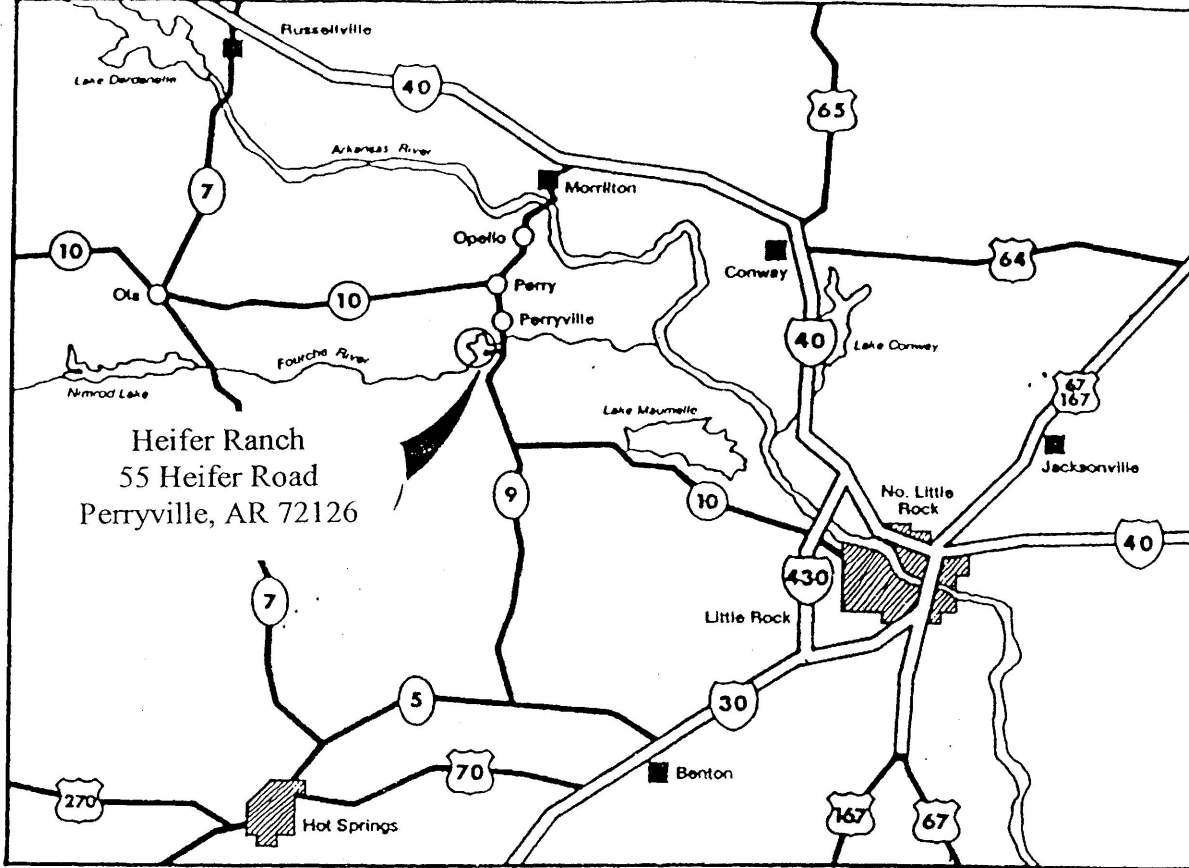 Russellville
Lake Dardanelle
40
65
Arkansas River
7
Morrilton
Opello
10
Conway
64
Ola
10
Perry
Perryville
40
Lake Conway
Fourche River
Nimrod Lake
67
167
Lake Maumelle
Heifer Ranch
55 Heifer Road
Perryville, AR 72126
Jacksonville
9
10
No. Little
Rock
40
430
7
Little Rock
5
30
70
Benton
270
Hot Springs
167
67